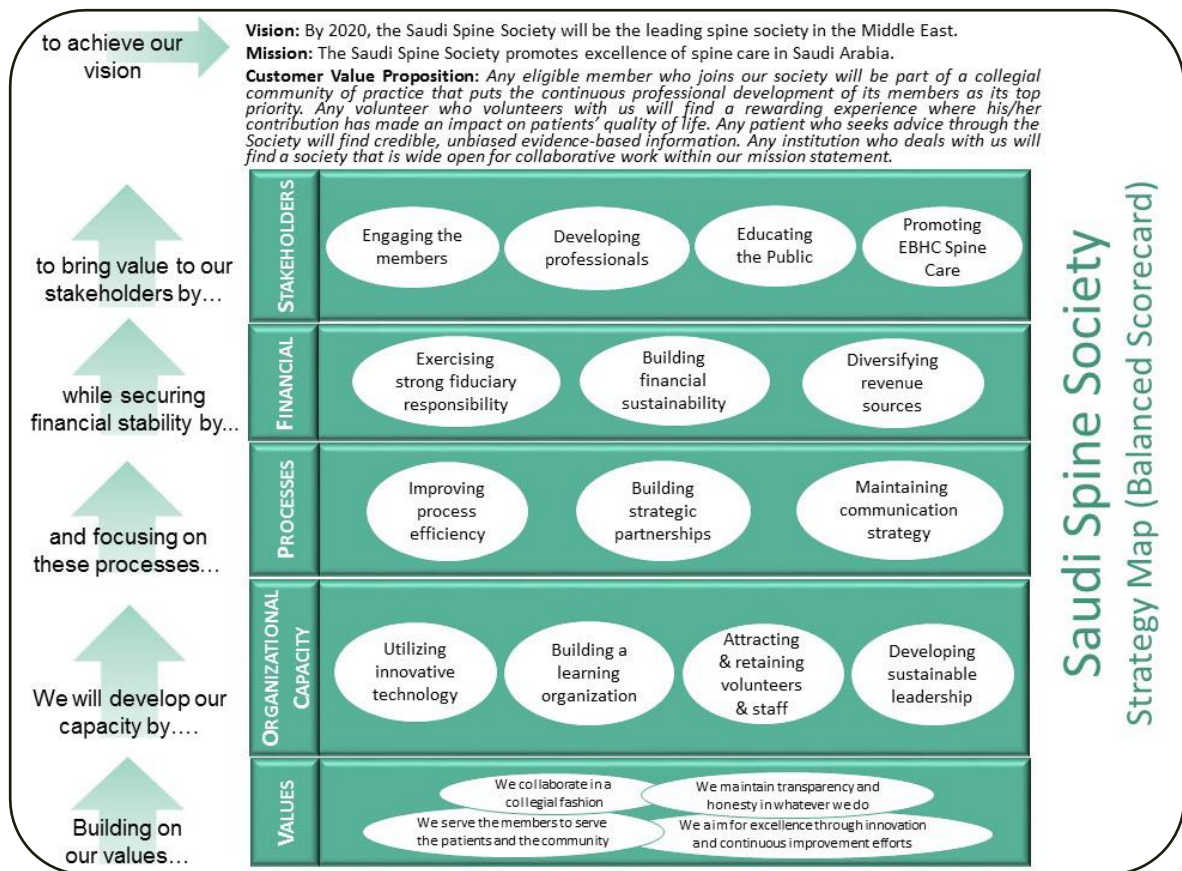 to achieve our
vision
Vision: By 2020, the Saudi Spine Society will be the leading spine society in the Middle East.
Mission: The Saudi Spine Society promotes excellence of spine care in Saudi Arabia.
Customer Value Proposition: Any eligible member who joins our society will be part of a collegial
community of practice that puts the continuous professional development of its members as its top
priority. Any volunteer who volunteers with us will find a rewarding experience where his/her
contribution has made an impact on patients' quality of life. Any patient who seeks advice through the
Society will find credible, unbiased evidence-based information. Any institution who deals with us will
find a society that is wide open for collaborative work within our mission statement.
to bring value to our
stakeholders by...
STAKEHOLDERS
Engaging the
members
Developing
professionals
Educating
the Public
Promoting
EBHC Spine
Care
while securing
financial stability by...
FINANCIAL
Exercising
strong fiduciary
responsibility
Building
financial
sustainability
Diversifying
revenue
sources
and focusing on
these processes...
PROCESSES
Improving
process
efficiency
Building
strategic
partnerships
Maintaining
communication
strategy
We will develop our
capacity by....
ORGANIZATIONAL
CAPACITY
Utilizing
innovative
technology
Building a
learning
organization
Attracting
& retaining
volunteers
& staff
Developing
sustainable
leadership
Building on
our values...
VALUES
We collaborate in a
collegial fashion
We maintain transparency and
honesty in whatever we do
We serve the members to serve
the patients and the community
We aim for excellence through innovation
and continuous improvement efforts
Saudi Spine Society
Strategy Map (Balanced Scorecard)